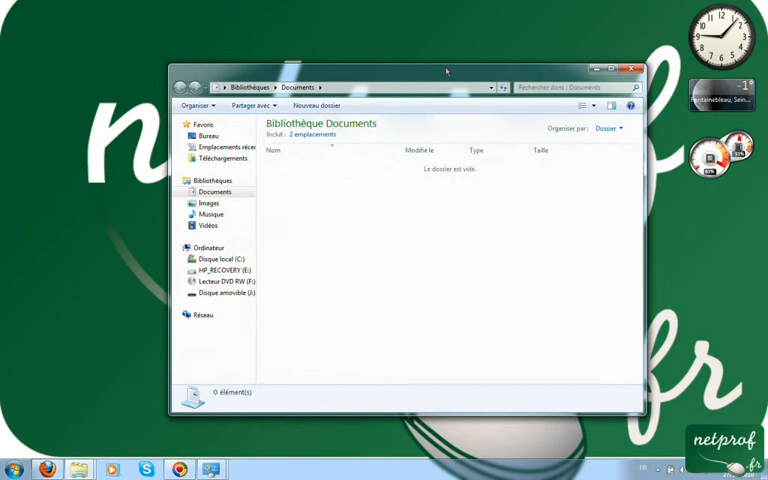 -1°
Fontainebleau, Sein...
Bibliothèques
Documents
Rechercher dans : Documents
Organiser
Partager avec
Nouveau dossier
Favoris
Bureau
Emplacements récen
Téléchargements
Bibliothèques
Documents
Images
Musique
Vidéos
Ordinateur
Disque local (C:)
HP_RECOVERY (E:)
Lecteur DVD RW (F:)
Disque amovible (J:)
Réseau
Bibliothèque Documents
Inclut : 2 emplacements
Organiser par : Dossier
Nom Modifié le Type Taille
Le dossier est vide.
0 élément(s)
n
f
.fr
netprof
.fr
FR